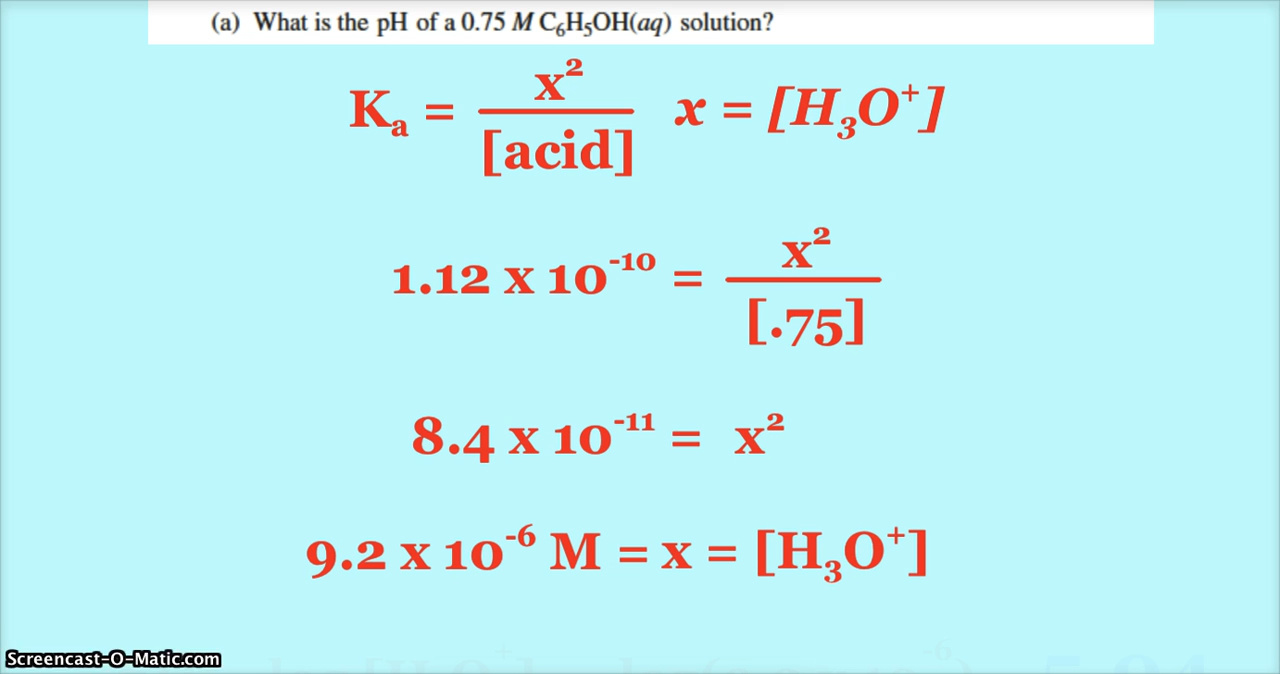 (a) What is the pH of a 0.75 M C₆H₅OH(aq) solution?
Kₐ = x² / [acid] x = [H₃O⁺]
1.12 x 10⁻¹⁰ = x² / [.75]
8.4 x 10⁻¹¹ = x²
9.2 x 10⁻⁶ M = x = [H₃O⁺]
Screencast-O-Matic.com